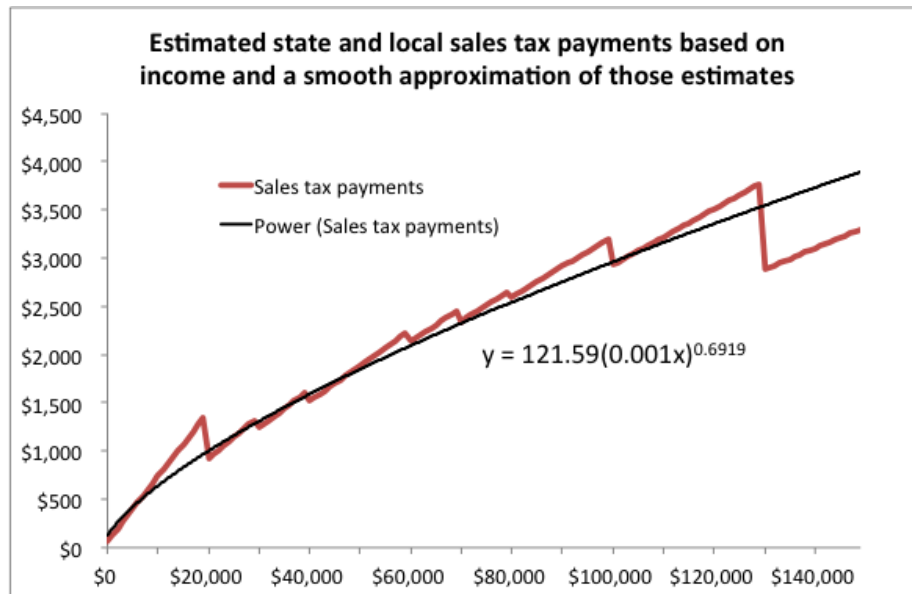 Estimated state and local sales tax payments based on
income and a smooth approximation of those estimates
$4,500
$4,000
$3,500
$3,000
$2,500
$2,000
$1,500
$1,000
$500
$0
Sales tax payments
Power (Sales tax payments)
y = 121.59(0.001x)^0.6919
$0 $20,000 $40,000 $60,000 $80,000 $100,000 $120,000 $140,000